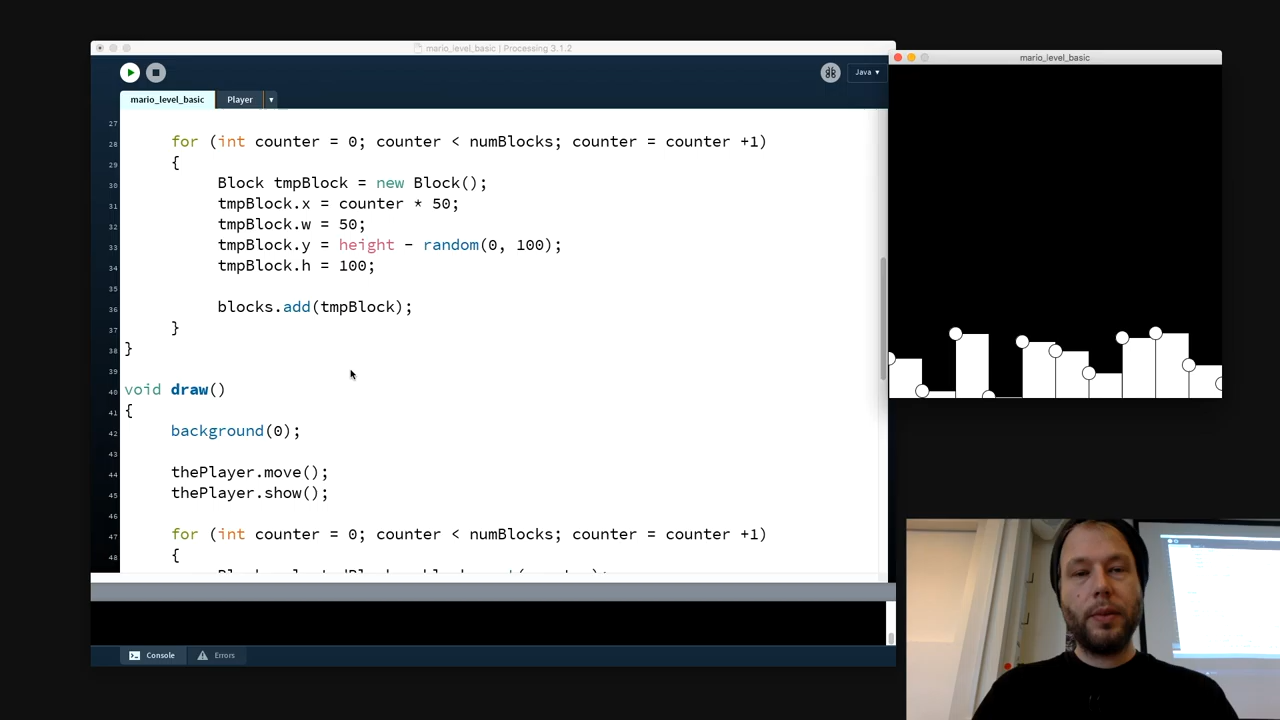 mario_level_basic | Processing 3.1.2
Java ▾
mario_level_basic
Player
▾
27
28 for (int counter = 0; counter < numBlocks; counter = counter +1)
29 {
30 Block tmpBlock = new Block();
31 tmpBlock.x = counter * 50;
32 tmpBlock.w = 50;
33 tmpBlock.y = height - random(0, 100);
34 tmpBlock.h = 100;
35
36 blocks.add(tmpBlock);
37 }
38 }
39
40 void draw()
41 {
42 background(0);
43
44 thePlayer.move();
45 thePlayer.show();
46
47 for (int counter = 0; counter < numBlocks; counter = counter +1)
48 {
Console
Errors
mario_level_basic